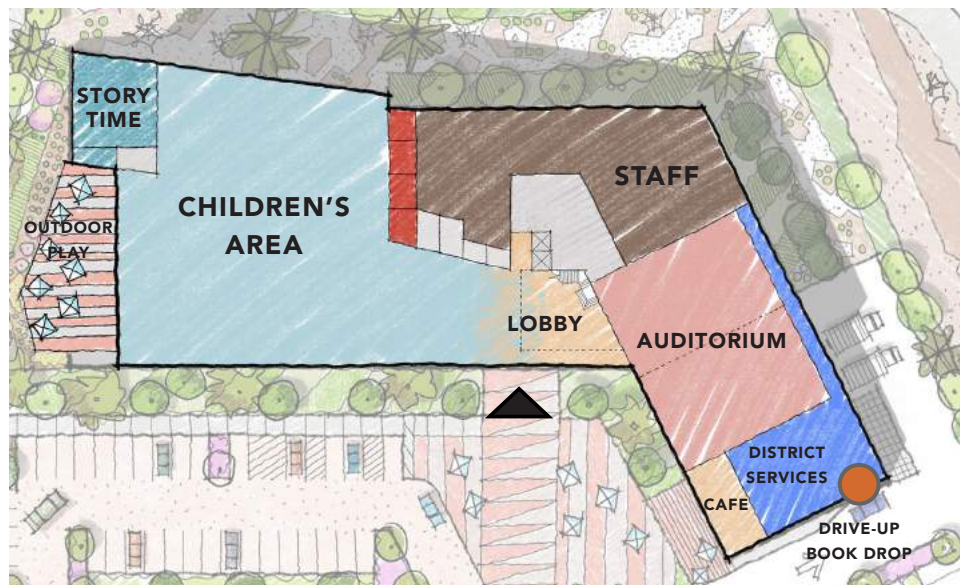 STORY
TIME
OUTDOOR
PLAY
CHILDREN'S
AREA
STAFF
LOBBY
AUDITORIUM
DISTRICT
SERVICES
CAFE
DRIVE-UP
BOOK DROP